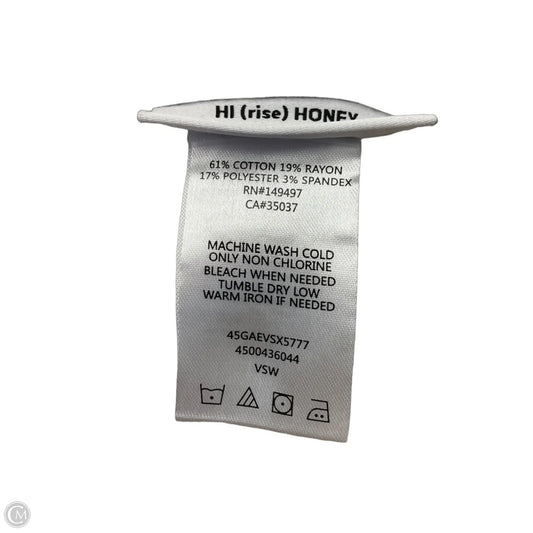 HI (rise) HONEY
61% COTTON 19% RAYON
17% POLYESTER 3% SPANDEX
RN#149497
CA#35037
MACHINE WASH COLD
ONLY NON CHLORINE
BLEACH WHEN NEEDED
TUMBLE DRY LOW
WARM IRON IF NEEDED
45GAEVSX5777
4500436044
VSW
CM